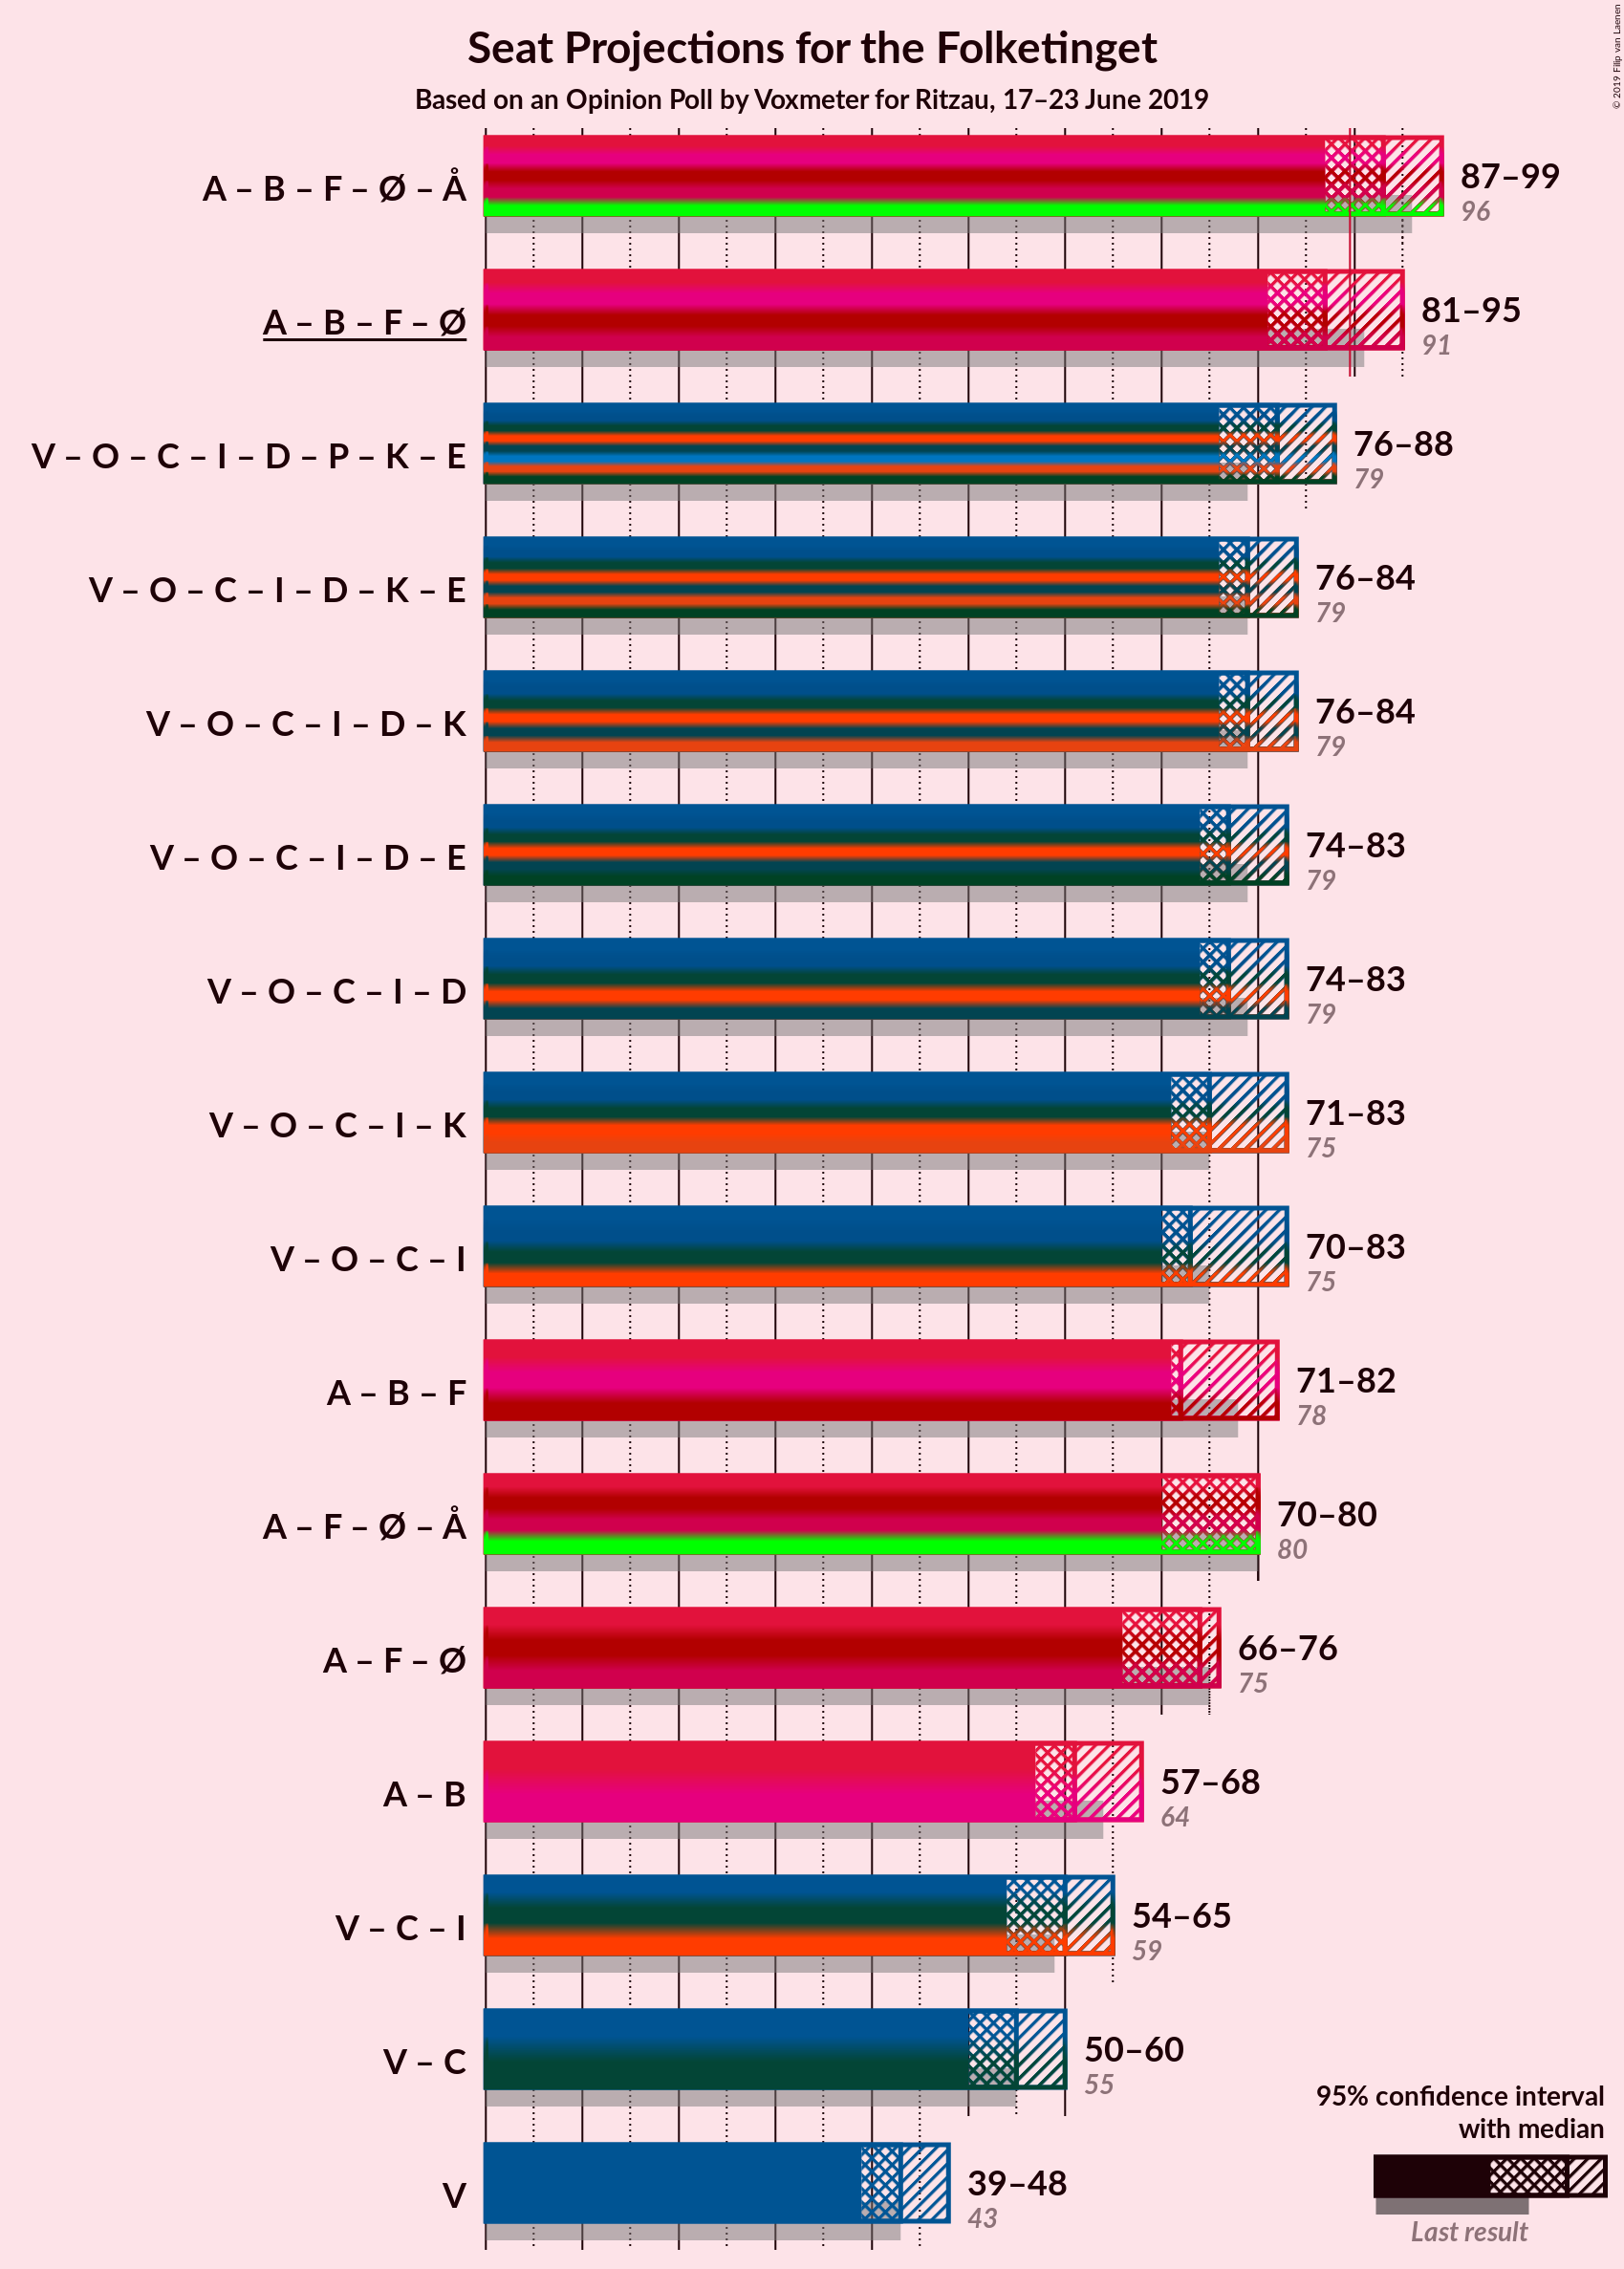 © 2019 Filip van Laenen
Seat Projections for the Folketinget
Based on an Opinion Poll by Voxmeter for Ritzau, 17–23 June 2019
A – B – F – Ø – Å
87–99
96
A – B – F – Ø
81–95
91
V – O – C – I – D – P – K – E
76–88
79
V – O – C – I – D – K – E
76–84
79
V – O – C – I – D – K
76–84
79
V – O – C – I – D – E
74–83
79
V – O – C – I – D
74–83
79
V – O – C – I – K
71–83
75
V – O – C – I
70–83
75
A – B – F
71–82
78
A – F – Ø – Å
70–80
80
A – F – Ø
66–76
75
A – B
57–68
64
V – C – I
54–65
59
V – C
50–60
55
V
39–48
43
95% confidence interval
with median
Last result